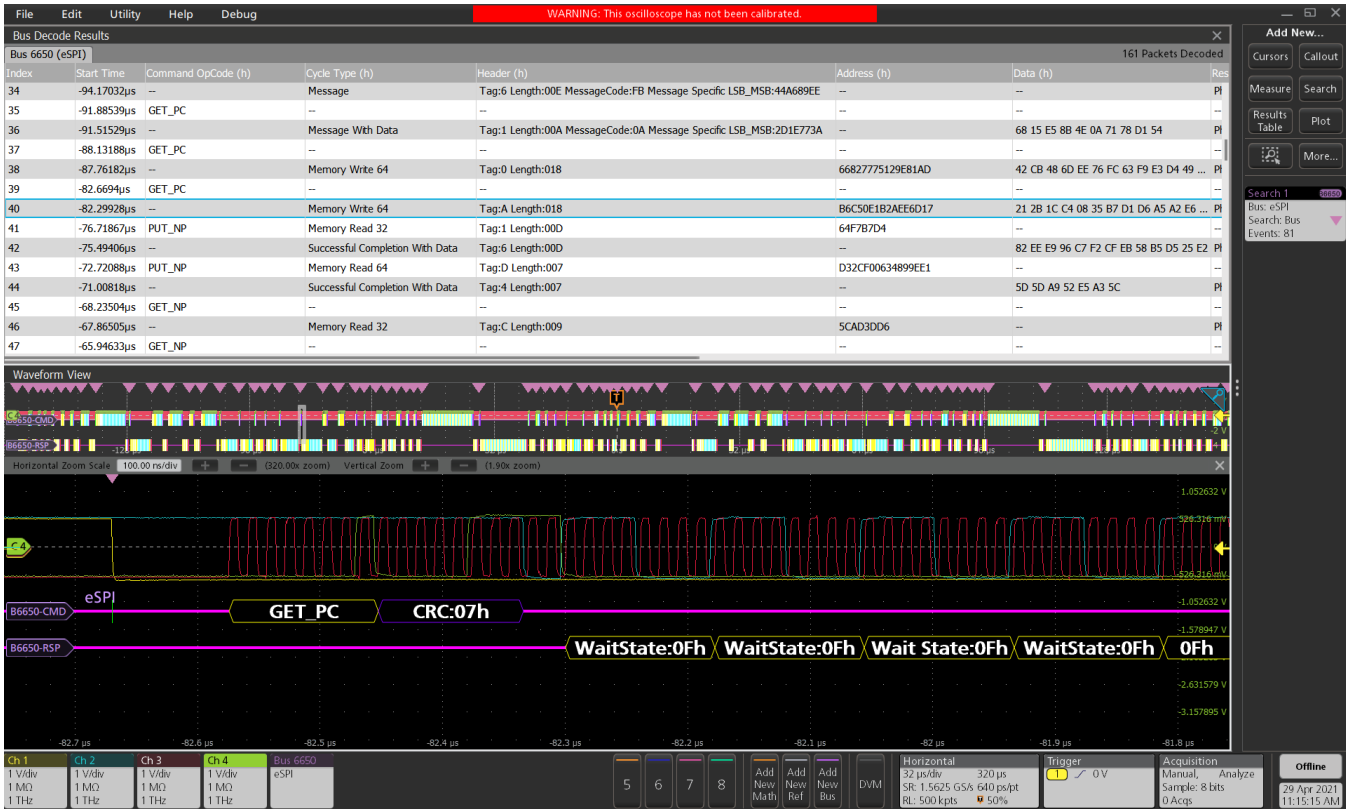 File Edit Utility Help Debug
WARNING: This oscilloscope has not been calibrated.
Bus Decode Results
Bus 6650 (eSPI) 161 Packets Decoded
Index Start Time Command OpCode (h) Cycle Type (h) Header (h) Address (h) Data (h) Res
34 -94.17032µs -- Message Tag:6 Length:00E MessageCode:FB Message Specific LSB_MSB:44A689EE -- -- Pl
35 -91.88539µs GET_PC -- -- -- -- --
36 -91.51529µs -- Message With Data Tag:1 Length:00A MessageCode:0A Message Specific LSB_MSB:2D1E773A -- 68 15 E5 8B 4E 0A 71 78 D1 54 Pl
37 -88.13188µs GET_PC -- -- -- -- --
38 -87.76182µs -- Memory Write 64 Tag:0 Length:018 66827775129E81AD 42 CB 48 6D EE 76 FC 63 F9 E3 D4 49 ... Pl
39 -82.6694µs GET_PC -- -- -- -- --
40 -82.29928µs -- Memory Write 64 Tag:A Length:018 B6C50E1B2AEE6D17 21 2B 1C C4 08 35 B7 D1 D6 A5 A2 E6 ... Pl
41 -76.71867µs PUT_NP Memory Read 32 Tag:1 Length:00D 64F7B7D4 -- --
42 -75.49406µs -- Successful Completion With Data Tag:6 Length:00D -- 82 EE E9 96 C7 F2 CF EB 58 B5 D5 25 E2 Pl
43 -72.72088µs PUT_NP Memory Read 64 Tag:D Length:007 D32CF00634899EE1 -- --
44 -71.00818µs -- Successful Completion With Data Tag:4 Length:007 -- 5D 5D A9 52 E5 A3 5C Pl
45 -68.23504µs GET_NP -- -- -- -- --
46 -67.86505µs -- Memory Read 32 Tag:C Length:009 5CAD3DD6 -- Pl
47 -65.94633µs GET_NP -- -- -- -- --
Waveform View
T
B6650-CMD
-2 V
B6650-RSP
Horizontal Zoom Scale 100.00 ns/div + — (320.00x zoom) Vertical Zoom + — (1.90x zoom)
1.052632 V
526.316 mV
C 4
-526.316 mV
eSPI
-1.052632 V
B6650-CMD GET_PC CRC:07h
-1.578947 V
B6650-RSP WaitState:0Fh WaitState:0Fh Wait State:0Fh WaitState:0Fh 0Fh
-2.631579 V
-3.157895 V
-82.7 µs -82.6 µs -82.5 µs -82.4 µs -82.3 µs -82.2 µs -82.1 µs -82 µs -81.9 µs -81.8 µs
Ch 1
1 V/div
1 MΩ
1 THz
Ch 2
1 V/div
1 MΩ
1 THz
Ch 3
1 V/div
1 MΩ
1 THz
Ch 4
1 V/div
1 MΩ
1 THz
Bus 6650
eSPI
5 6 7 8
Add New Math
Add New Ref
Add New Bus
DVM
Horizontal
32 µs/div 320 µs
SR: 1.5625 GS/s 640 ps/pt
RL: 500 kpts 50%
Trigger
1 0 V
Acquisition
Manual, Analyze
Sample: 8 bits
0 Acqs
Offline
29 Apr 2021
11:15:15 AM
Add New...
Cursors Callout
Measure Search
Results Table Plot
More...
Search 1 B6650
Bus: eSPI
Search: Bus
Events: 81